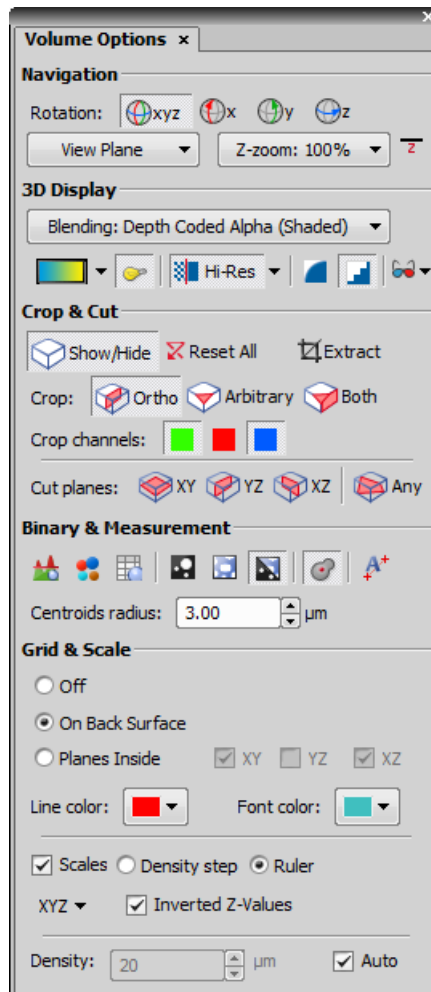 Volume Options ×
Navigation
Rotation: xyz x y z
View Plane Z-zoom: 100% z
3D Display
Blending: Depth Coded Alpha (Shaded)
Hi-Res
Crop & Cut
Show/Hide Reset All Extract
Crop: Ortho Arbitrary Both
Crop channels:
Cut planes: XY YZ XZ Any
Binary & Measurement
A
Centroids radius: 3.00 µm
Grid & Scale
Off
On Back Surface
Planes Inside XY YZ XZ
Line color: Font color:
Scales Density step Ruler
XYZ Inverted Z-Values
Density: 20 µm Auto